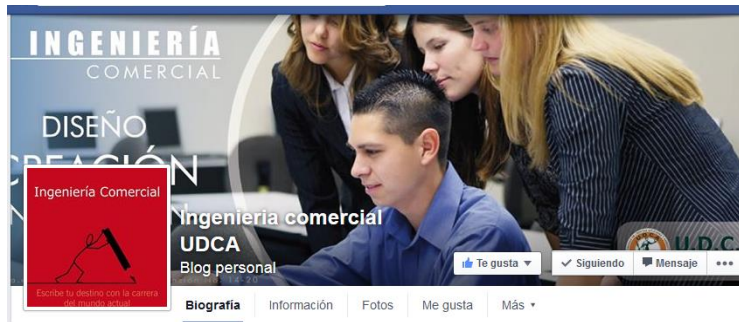 INGENIERÍA
COMERCIAL
DISEÑO
CREACIÓN
Ingeniería Comercial
Escribe tu destino con la carrera
del mundo actual
Ingenieria comercial
UDCA
Blog personal
U.D.C.
Te gusta
Siguiendo
Mensaje
Biografía
Información
Fotos
Me gusta
Más